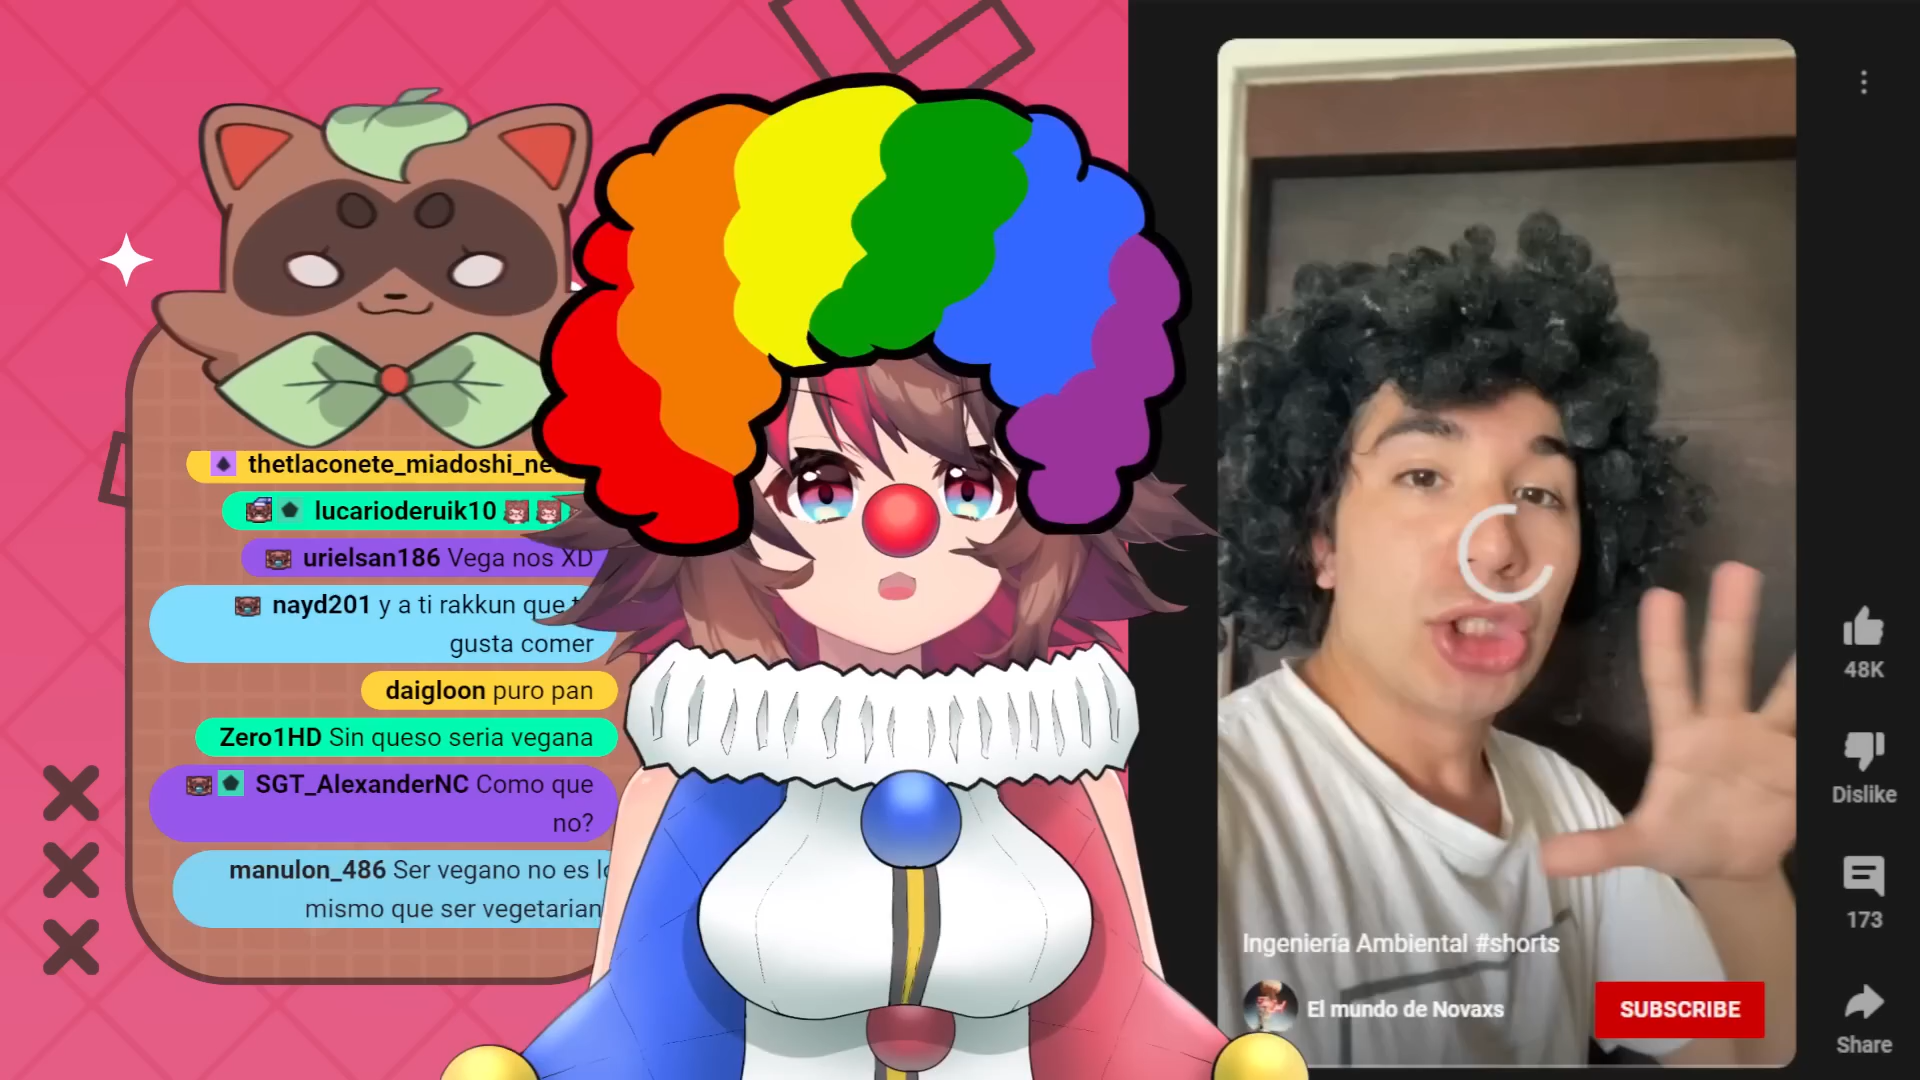 thetlaconete_miadoshi_ne
lucarioderuik10
urielsan186 Vega nos XD
nayd201 y a ti rakkun que
gusta comer
daigloon puro pan
Zero1HD Sin queso seria vegana
SGT_AlexanderNC Como que
no?
manulon_486 Ser vegano no es lo
mismo que ser vegetarian
48K
Dislike
173
Share
Ingeniería Ambiental #shorts
El mundo de Novaxs
SUBSCRIBE